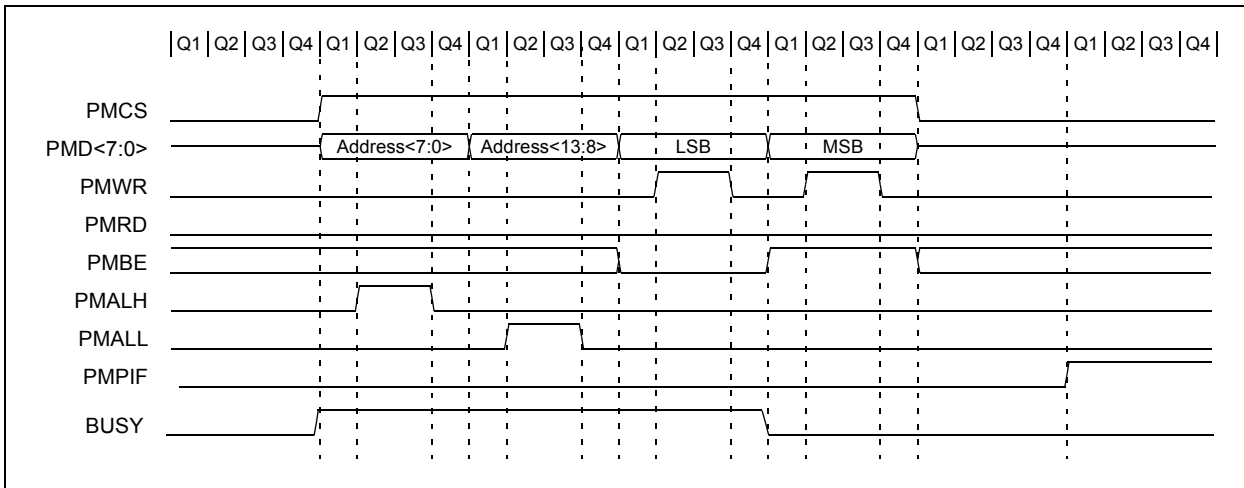 Q1 Q2 Q3 Q4 Q1 Q2 Q3 Q4 Q1 Q2 Q3 Q4 Q1 Q2 Q3 Q4 Q1 Q2 Q3 Q4 Q1 Q2 Q3 Q4 Q1 Q2 Q3 Q4
PMCS
PMD<7:0> Address<7:0> Address<13:8> LSB MSB
PMWR
PMRD
PMBE
PMALH
PMALL
PMPIF
BUSY